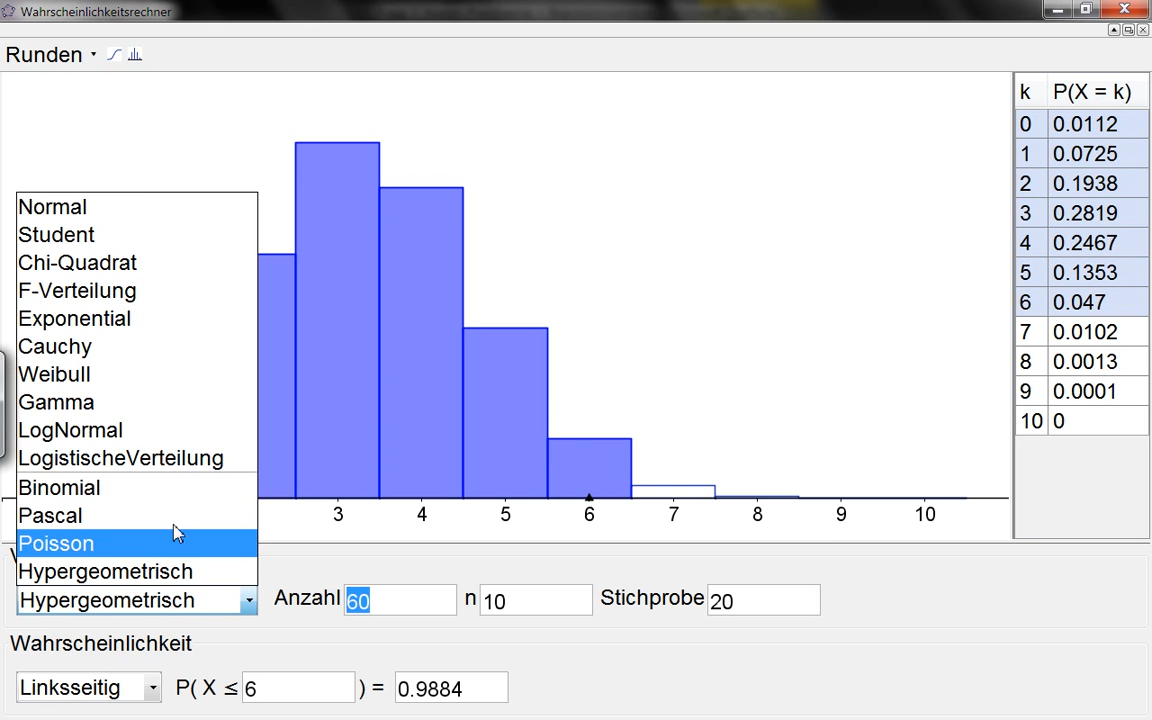 Wahrscheinlichkeitsrechner
Runden
k P(X = k)
0 0.0112
1 0.0725
2 0.1938
3 0.2819
4 0.2467
5 0.1353
6 0.047
7 0.0102
8 0.0013
9 0.0001
10 0
Normal
Student
Chi-Quadrat
F-Verteilung
Exponential
Cauchy
Weibull
Gamma
LogNormal
LogistischeVerteilung
Binomial
Pascal
Poisson
Hypergeometrisch
3 4 5 6 7 8 9 10
Hypergeometrisch Anzahl 60 n 10 Stichprobe 20
Wahrscheinlichkeit
Linksseitig P( X ≤ 6 ) = 0.9884